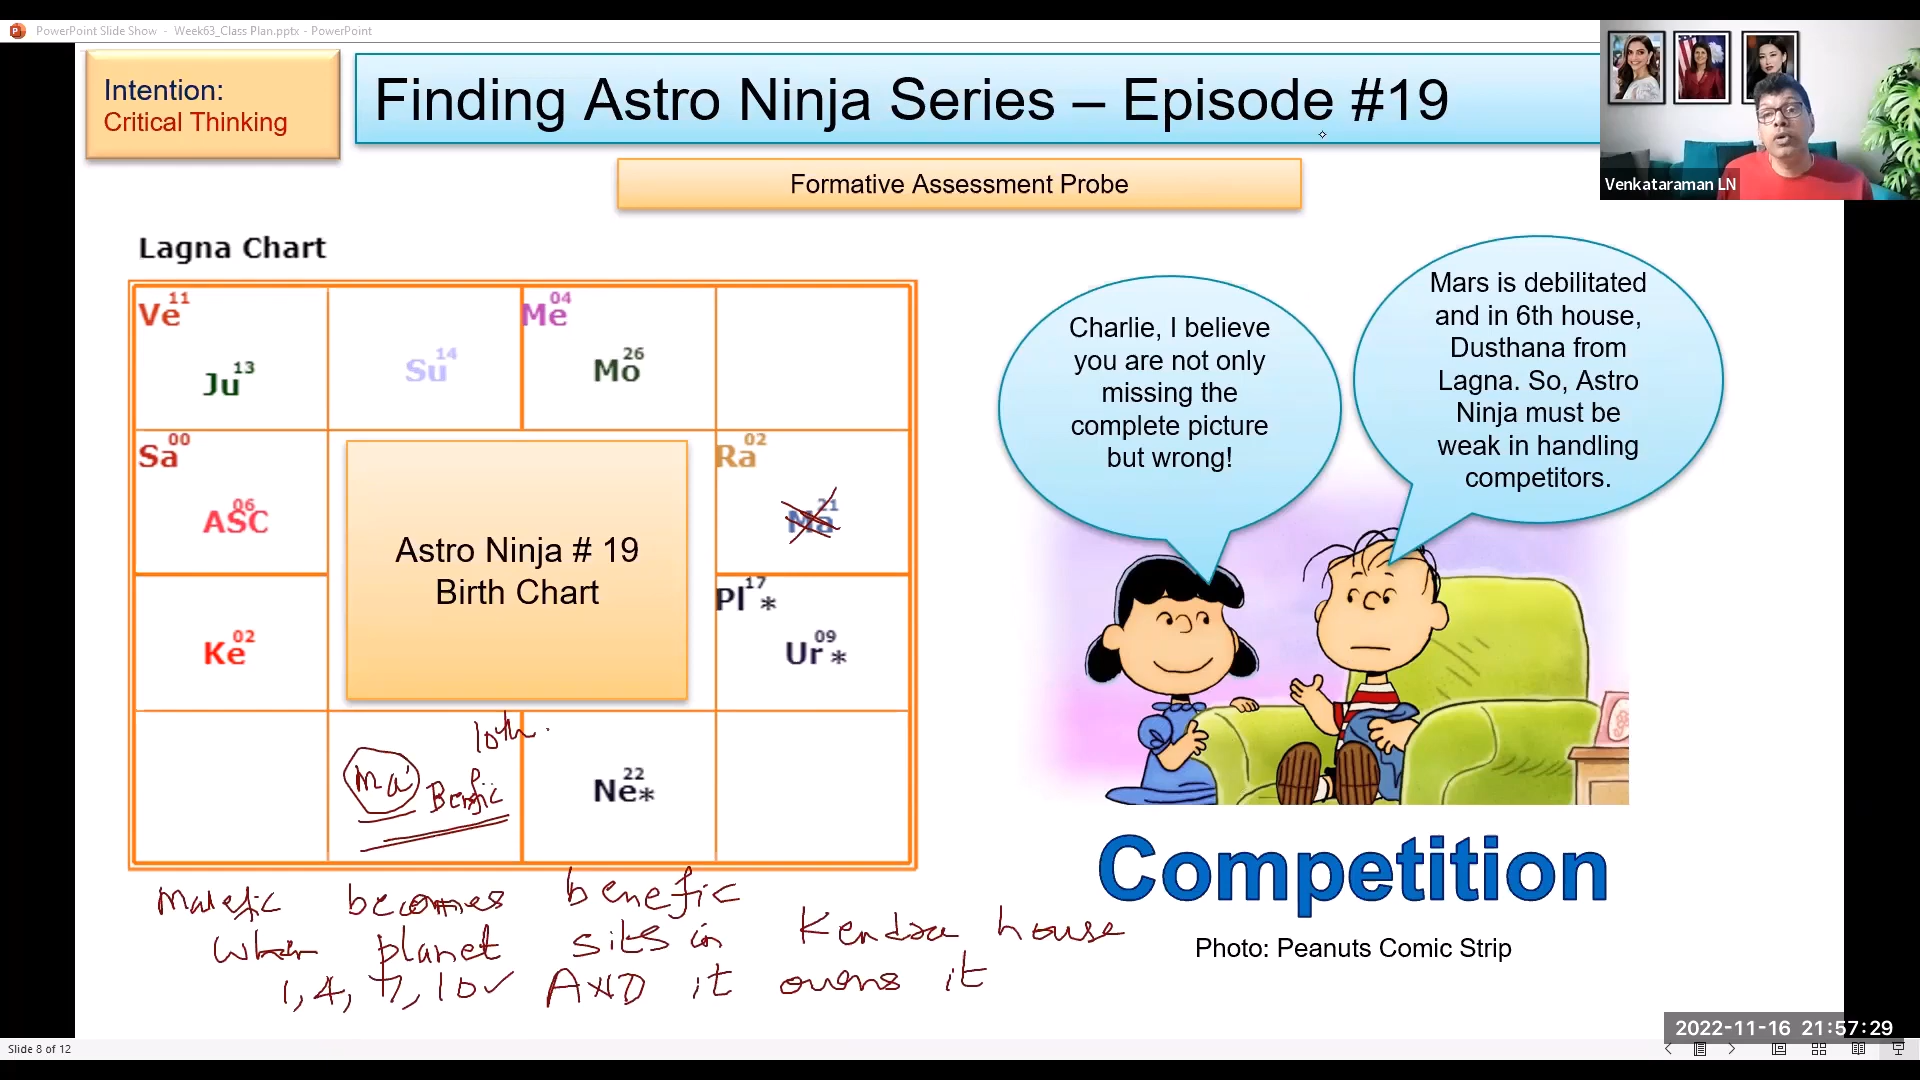 PowerPoint Slide Show - Week63_Class Plan.pptx - PowerPoint
Intention:
Critical Thinking
Finding Astro Ninja Series – Episode #19
Venkataraman LN
Formative Assessment Probe
Lagna Chart
Ve 11
Ju 13
Su 14
Me 04
Mo 26
Sa 00
ASC 06
Ra 02
Ma 21
Astro Ninja # 19
Birth Chart
Ke 02
Pl 17 *
Ur 09 *
10th
Ma
Benefic
Ne 22 *
Charlie, I believe
you are not only
missing the
complete picture
but wrong!
Mars is debilitated
and in 6th house,
Dusthana from
Lagna. So, Astro
Ninja must be
weak in handling
competitors.
Competition
Photo: Peanuts Comic Strip
Malefic becomes benefic
when planet sits in Kendra house
1, 4, 7, 10 AND it owns it
2022-11-16 21:57:29
Slide 8 of 12